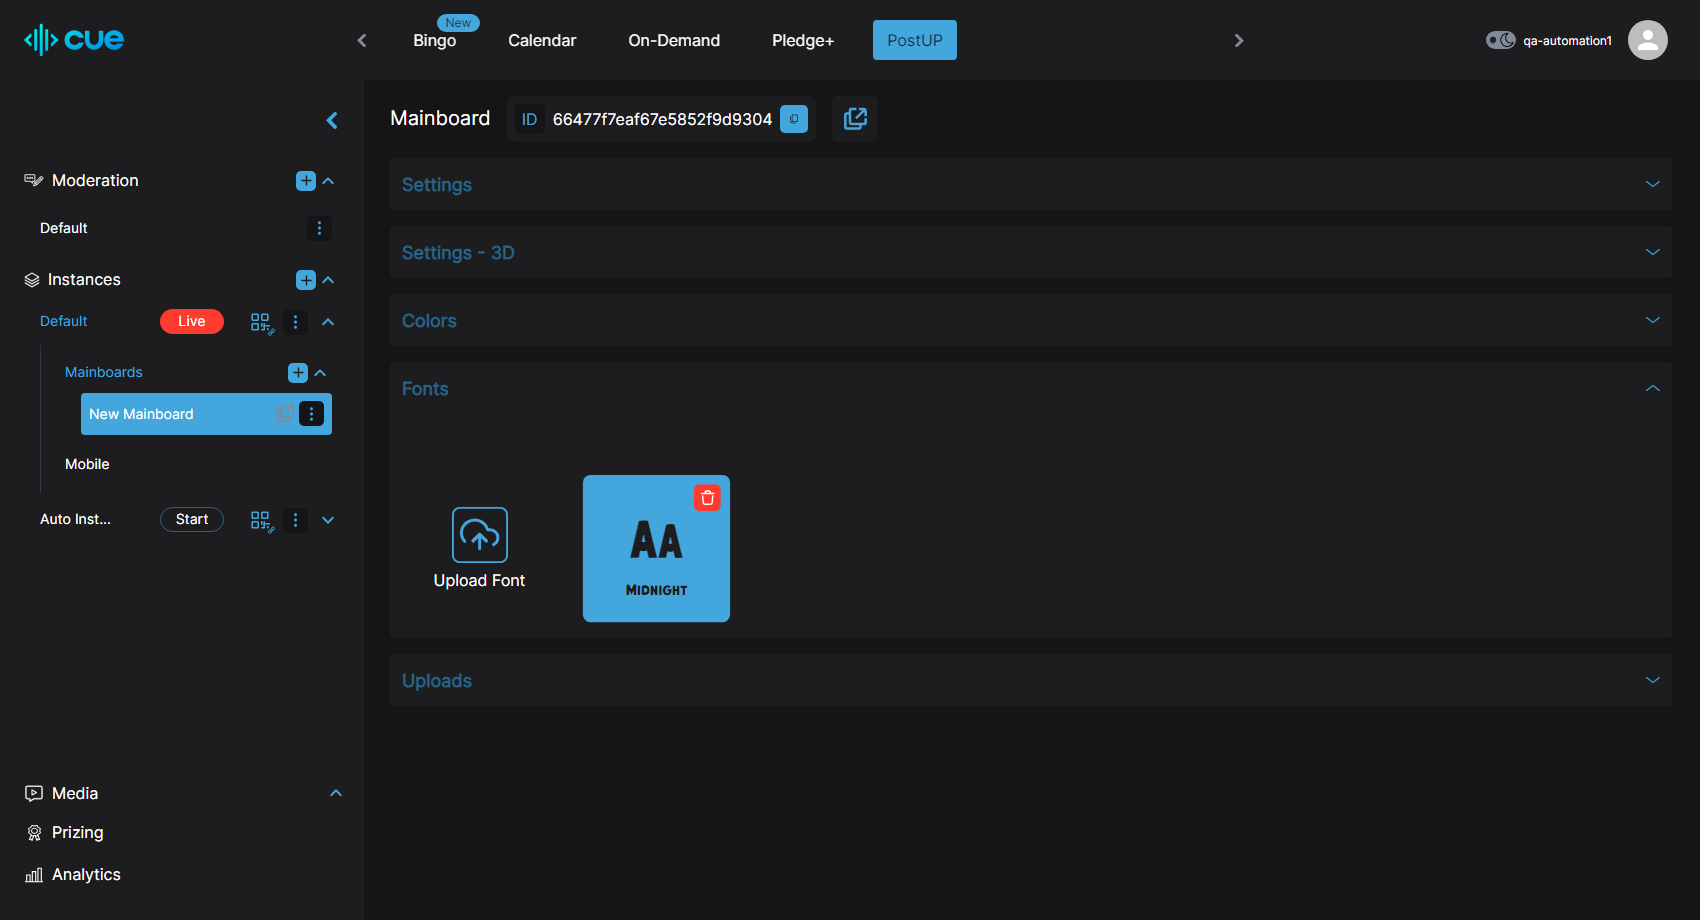 cue
New
Bingo
Calendar
On-Demand
Pledge+
PostUP
qa-automation1
Mainboard
ID
66477f7eaf67e5852f9d9304
Moderation
Default
Instances
Default
Live
Mainboards
New Mainboard
Mobile
Auto Inst...
Start
Media
Prizing
Analytics
Settings
Settings - 3D
Colors
Fonts
Upload Font
AA
MIDNIGHT
Uploads